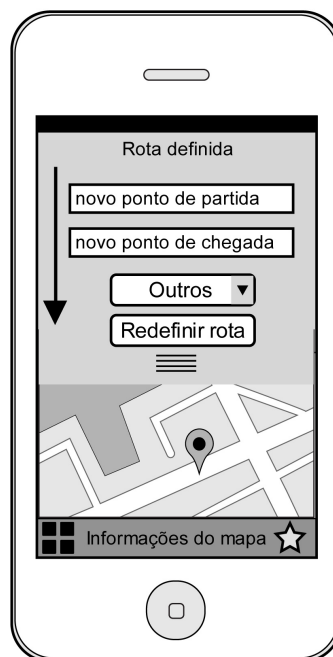 Rota definida
novo ponto de partida
novo ponto de chegada
Outros
Redefinir rota
Informações do mapa